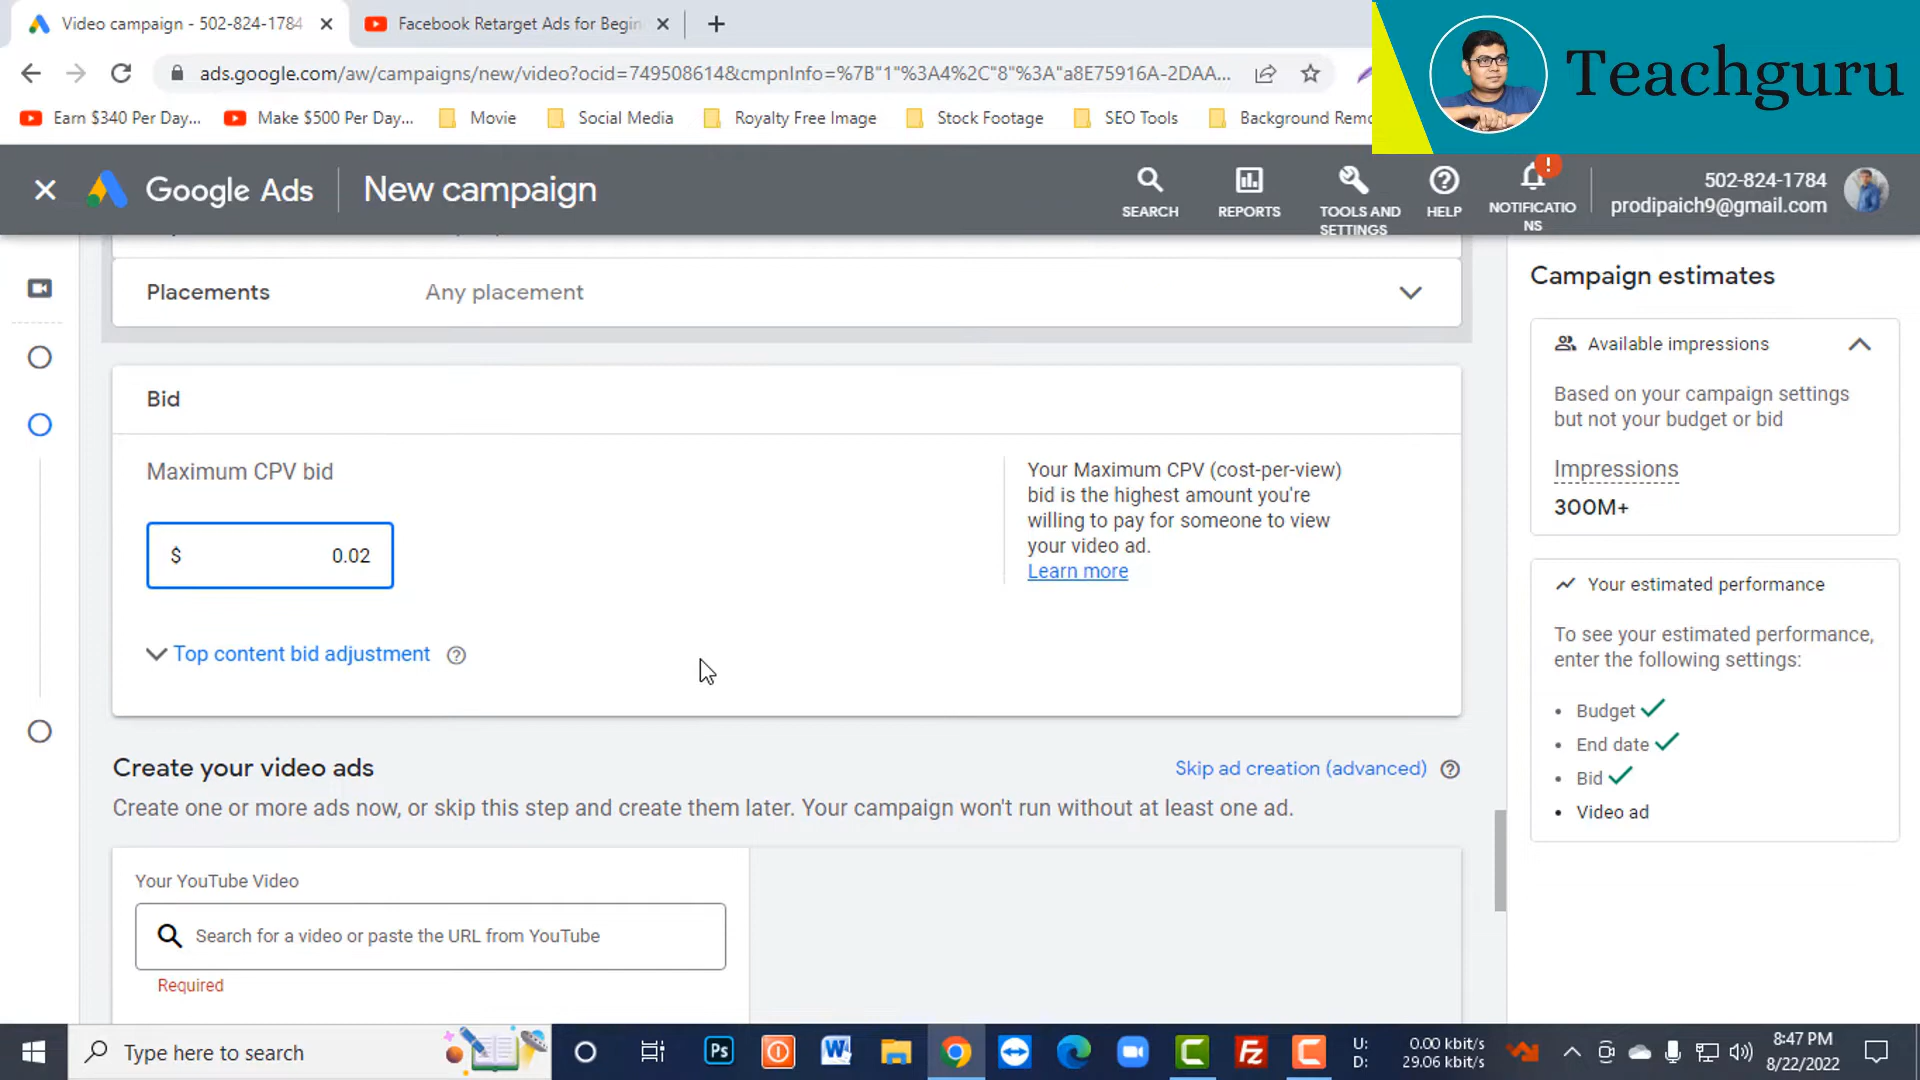 Video campaign - 502-824-1784
Facebook Retarget Ads for Begin
Teachguru
ads.google.com/aw/campaigns/new/video?ocid=749508614&cmpnInfo=%7B"1"%3A4%2C"8"%3A"a8E75916A-2DAA...
Earn $340 Per Day...
Make $500 Per Day...
Movie
Social Media
Royalty Free Image
Stock Footage
SEO Tools
Background Remo
Google Ads
New campaign
SEARCH
REPORTS
TOOLS AND
SETTINGS
HELP
NOTIFICATIO
NS
502-824-1784
prodipaich9@gmail.com
Placements
Any placement
Bid
Maximum CPV bid
$ 0.02
Your Maximum CPV (cost-per-view)
bid is the highest amount you're
willing to pay for someone to view
your video ad.
Learn more
Top content bid adjustment
Create your video ads
Skip ad creation (advanced)
Create one or more ads now, or skip this step and create them later. Your campaign won't run without at least one ad.
Your YouTube Video
Search for a video or paste the URL from YouTube
Required
Campaign estimates
Available impressions
Based on your campaign settings
but not your budget or bid
Impressions
300M+
Your estimated performance
To see your estimated performance,
enter the following settings:
• Budget
• End date
• Bid
• Video ad
Type here to search
Ps
W
Fz
U: 0.00 kbit/s
D: 29.06 kbit/s
8:47 PM
8/22/2022